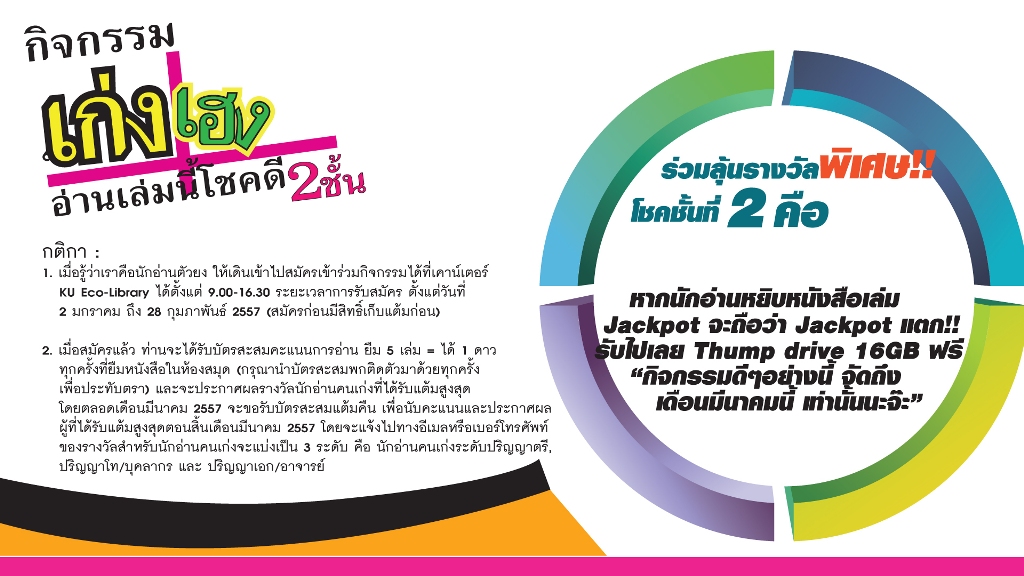 กิจกรรม
เก่ง เฮง
อ่านเล่มนี้โชคดี 2 ชั้น
กติกา :
1. เมื่อรู้ว่าเราคือนักอ่านตัวยง ให้เดินเข้าไปสมัครเข้าร่วมกิจกรรมได้ที่เคาน์เตอร์
KU Eco-Library ได้ตั้งแต่ 9.00-16.30 ระยะเวลาการรับสมัคร ตั้งแต่วันที่
2 มกราคม ถึง 28 กุมภาพันธ์ 2557 (สมัครก่อนมีสิทธิ์เก็บแต้มก่อน)
2. เมื่อสมัครแล้ว ท่านจะได้รับบัตรสะสมคะแนนการอ่าน ยืม 5 เล่ม = ได้ 1 ดาว
ทุกครั้งที่ยืมหนังสือในห้องสมุด (กรุณานำบัตรสะสมพกติดตัวมาด้วยทุกครั้ง
เพื่อประทับตรา) และจะประกาศผลรางวัลนักอ่านคนเก่งที่ได้รับแต้มสูงสุด
โดยตลอดเดือนมีนาคม 2557 จะขอรับบัตรสะสมแต้มคืน เพื่อนับคะแนนและประกาศผล
ผู้ที่ได้รับแต้มสูงสุดตอนสิ้นเดือนมีนาคม 2557 โดยจะแจ้งไปทางอีเมลหรือเบอร์โทรศัพท์
ของรางวัลสำหรับนักอ่านคนเก่งจะแบ่งเป็น 3 ระดับ คือ นักอ่านคนเก่งระดับปริญญาตรี,
ปริญญาโท/บุคลากร และ ปริญญาเอก/อาจารย์
ร่วมลุ้นรางวัลพิเศษ!!
โชคชั้นที่ 2 คือ
หากนักอ่านหยิบหนังสือเล่ม
Jackpot จะถือว่า Jackpot แตก!!
รับไปเลย Thump drive 16GB ฟรี
“กิจกรรมดีๆอย่างนี้ จัดถึง
เดือนมีนาคมนี้ เท่านั้นนะจ๊ะ”